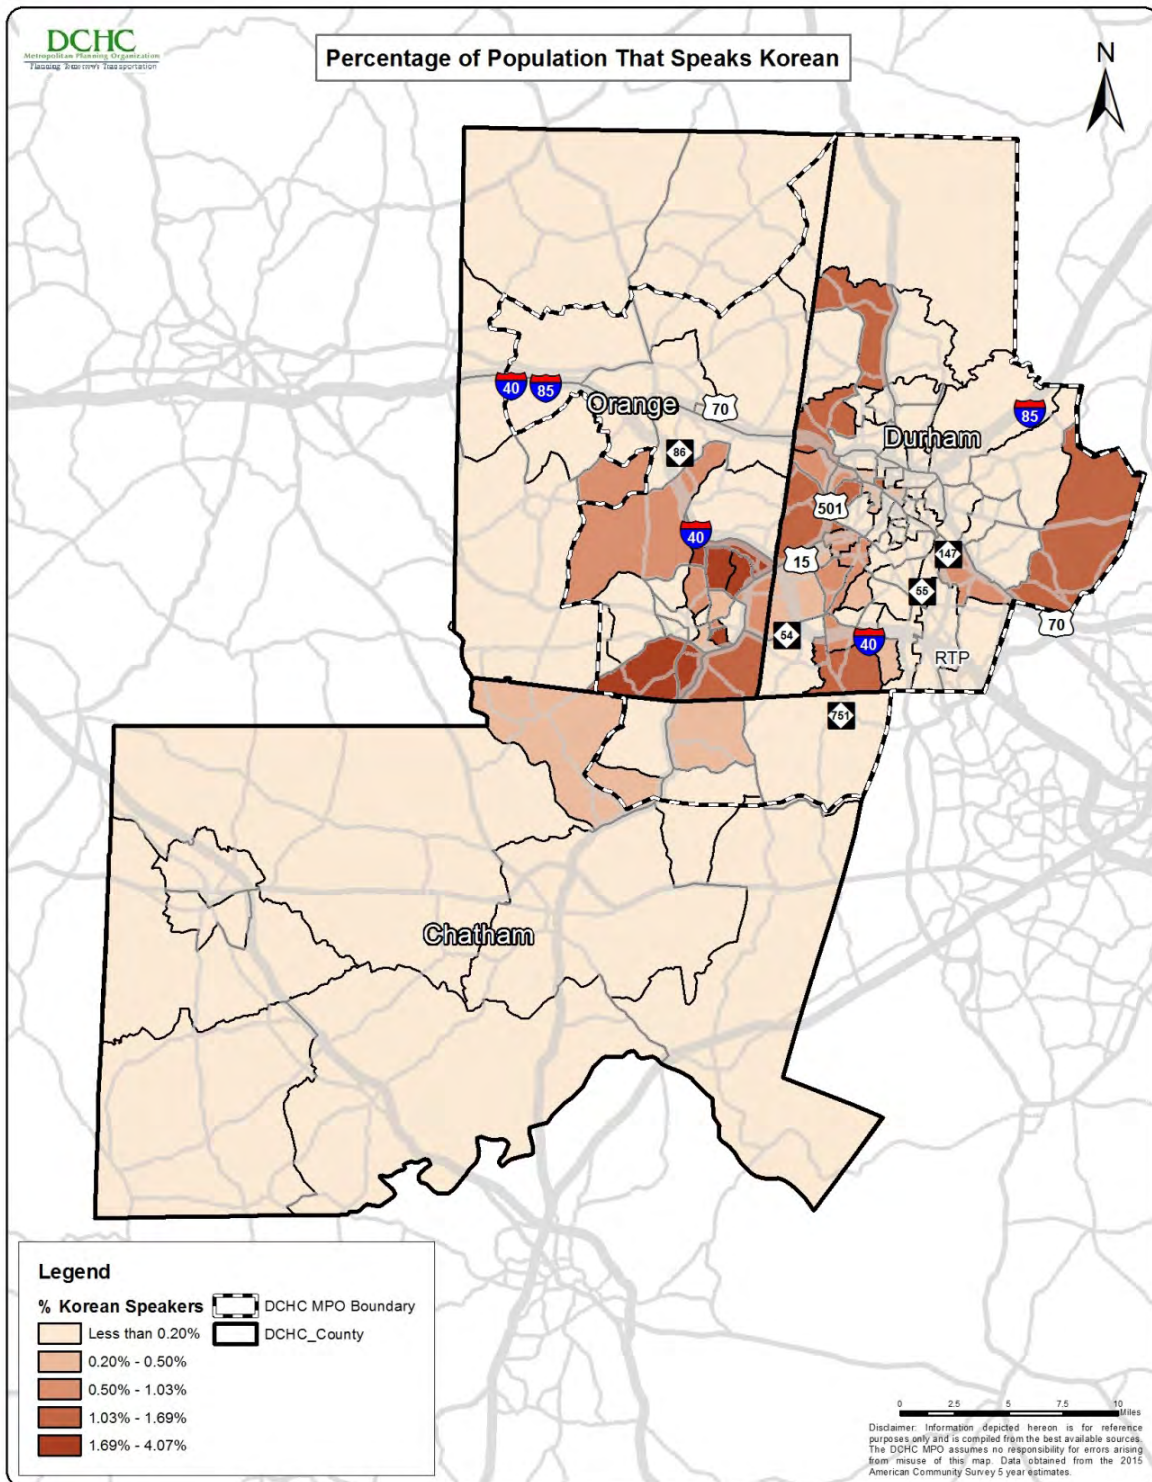 DCHC
Metropolitan Planning Organization
Planning Tomorrow's Transportation
Percentage of Population That Speaks Korean
N
40
85
Orange
70
86
85
Durham
501
40
15
147
55
54
40
70
RTP
751
Chatham
Legend
% Korean Speakers
Less than 0.20%
0.20% - 0.50%
0.50% - 1.03%
1.03% - 1.69%
1.69% - 4.07%
DCHC MPO Boundary
DCHC_County
0 2.5 5 7.5 10
Miles
Disclaimer: Information depicted hereon is for reference
purposes only and is compiled from the best available sources.
The DCHC MPO assumes no responsibility for errors arising
from misuse of this map. Data obtained from the 2015
American Community Survey 5 year estimates.